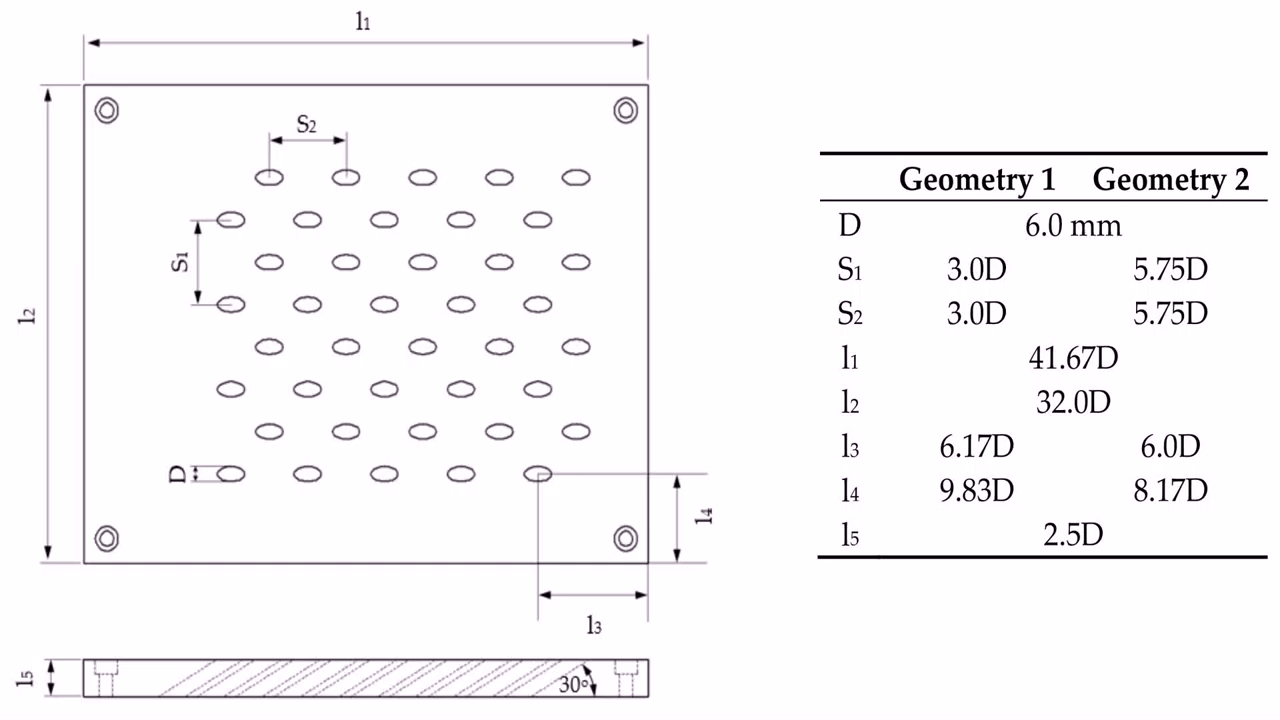 l1
S2
S1
l2
D
l4
l3
l5
30°
Geometry 1 Geometry 2
D 6.0 mm
S1 3.0D 5.75D
S2 3.0D 5.75D
l1 41.67D
l2 32.0D
l3 6.17D 6.0D
l4 9.83D 8.17D
l5 2.5D